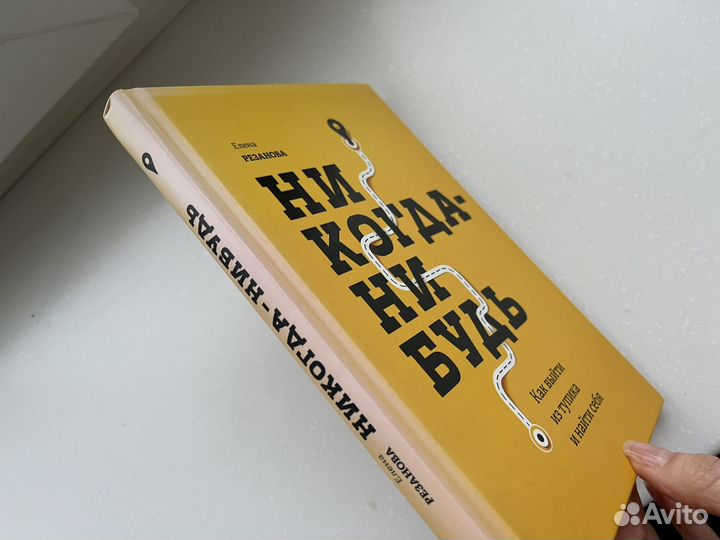 Елена
РЕЗАНОВА
НИ
КОГДА-
НИ
БУДЬ
Как выйти
из тупика
и найти себя
НИКОГДА-НИБУДЬ
Елена
РЕЗАНОВА
Avito